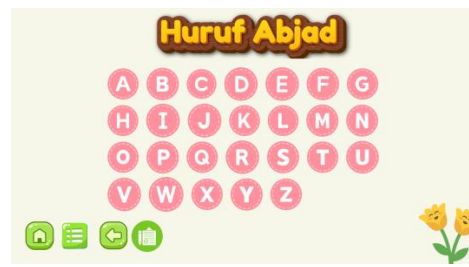 Huruf Abjad
A B C D E F G
H I J K L M N
O P Q R S T U
V W X Y Z